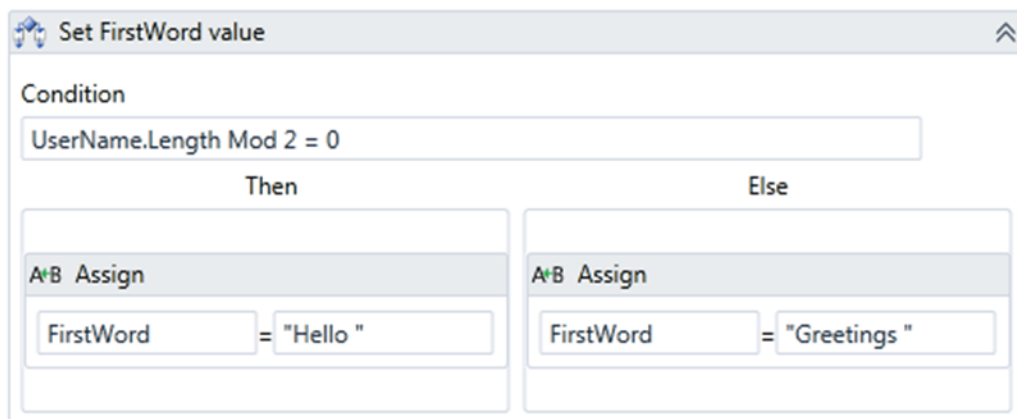 Set FirstWord value
Condition
UserName.Length Mod 2 = 0
Then Else
A+B Assign A+B Assign
FirstWord = "Hello " FirstWord = "Greetings "